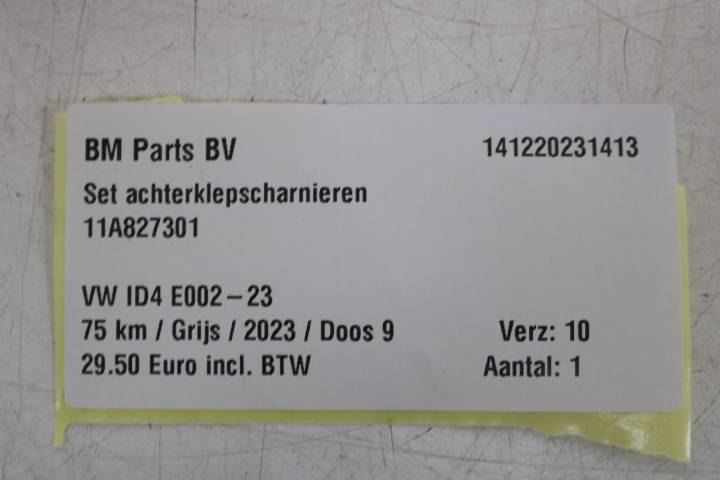 BM Parts BV 141220231413
Set achterklepscharnieren
11A827301
VW ID4 E002-23
75 km / Grijs / 2023 / Doos 9 Verz: 10
29.50 Euro incl. BTW Aantal: 1